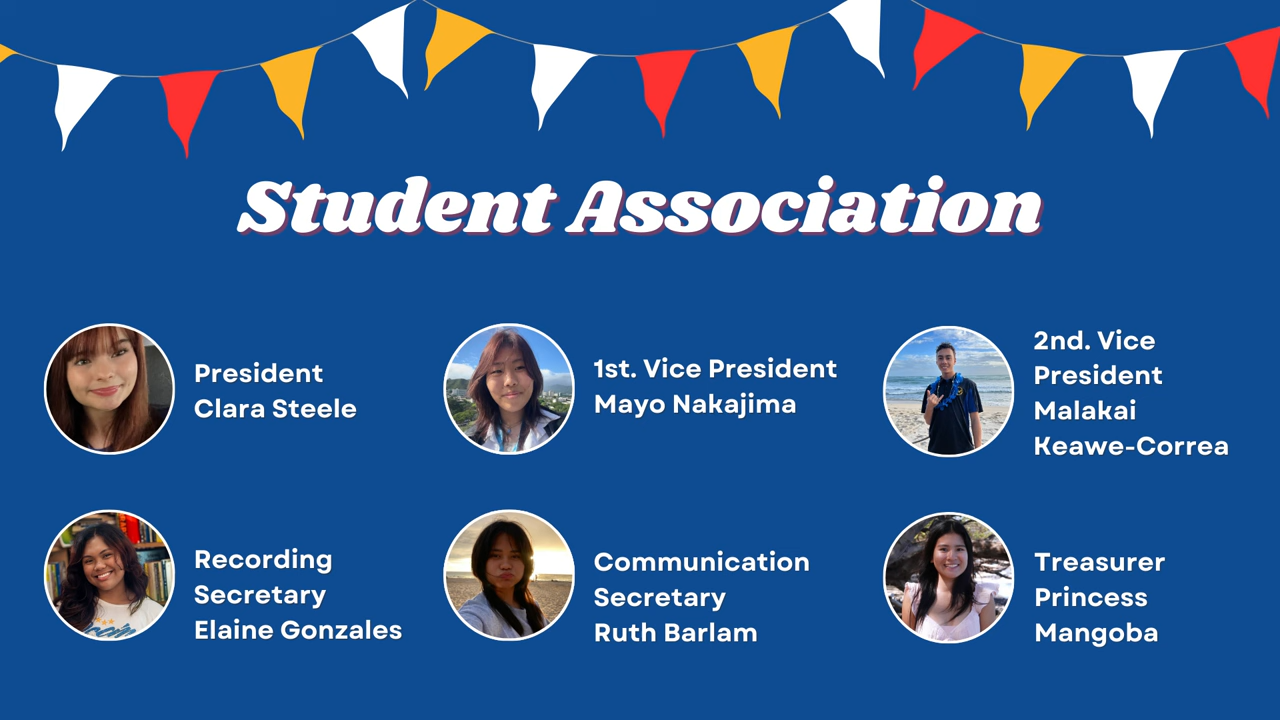 Student Association
President
Clara Steele
1st. Vice President
Mayo Nakajima
2nd. Vice
President
Malakai
Keawe-Correa
Recording
Secretary
Elaine Gonzales
Communication
Secretary
Ruth Barlam
Treasurer
Princess
Mangoba